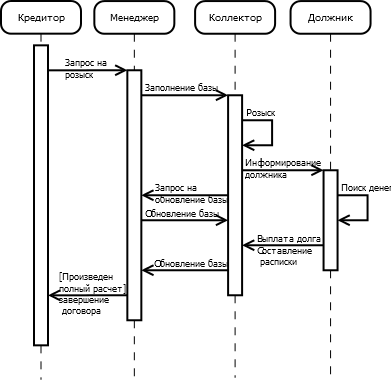 Кредитор
Менеджер
Коллектор
Должник
Запрос на
розыск
Заполнение базы
Розыск
Информирование
должника
Запрос на
обновление базы
Поиск денег
Обновление базы
Выплата долга
Составление
расписки
Обновление базы
[Произведен
полный расчет]
завершение
договора